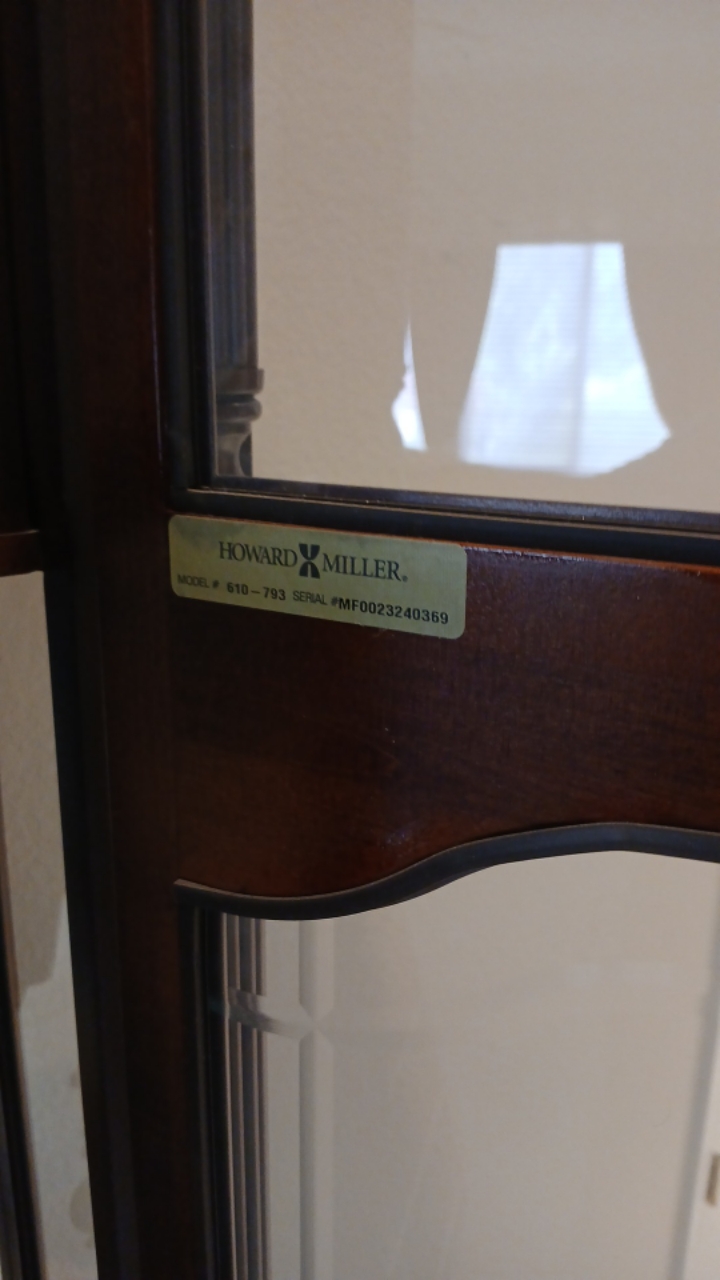 HOWARD MILLER®
MODEL # 610-793 SERIAL #MF0023240369